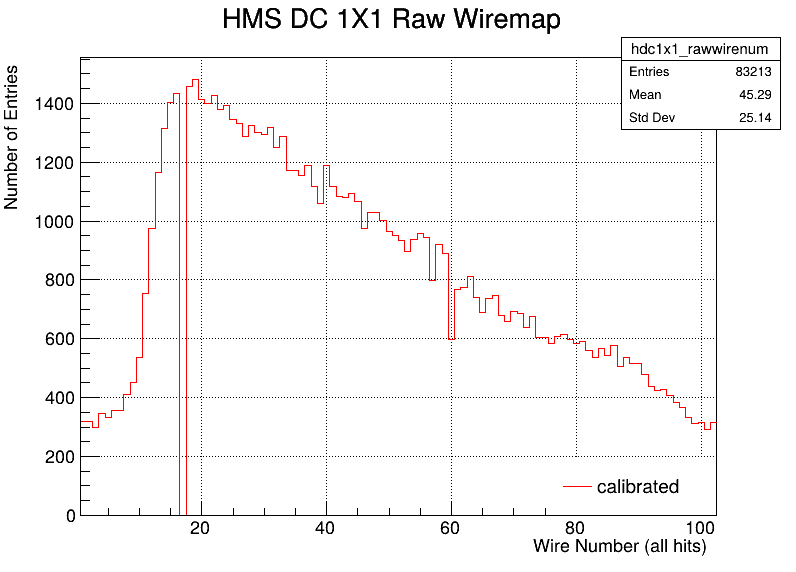 HMS DC 1X1 Raw Wiremap
hdc1x1_rawwirenum
Entries 83213
Mean 45.29
Std Dev 25.14
Number of Entries
1400
1200
1000
800
600
400
200
0
calibrated
20 40 60 80 100
Wire Number (all hits)